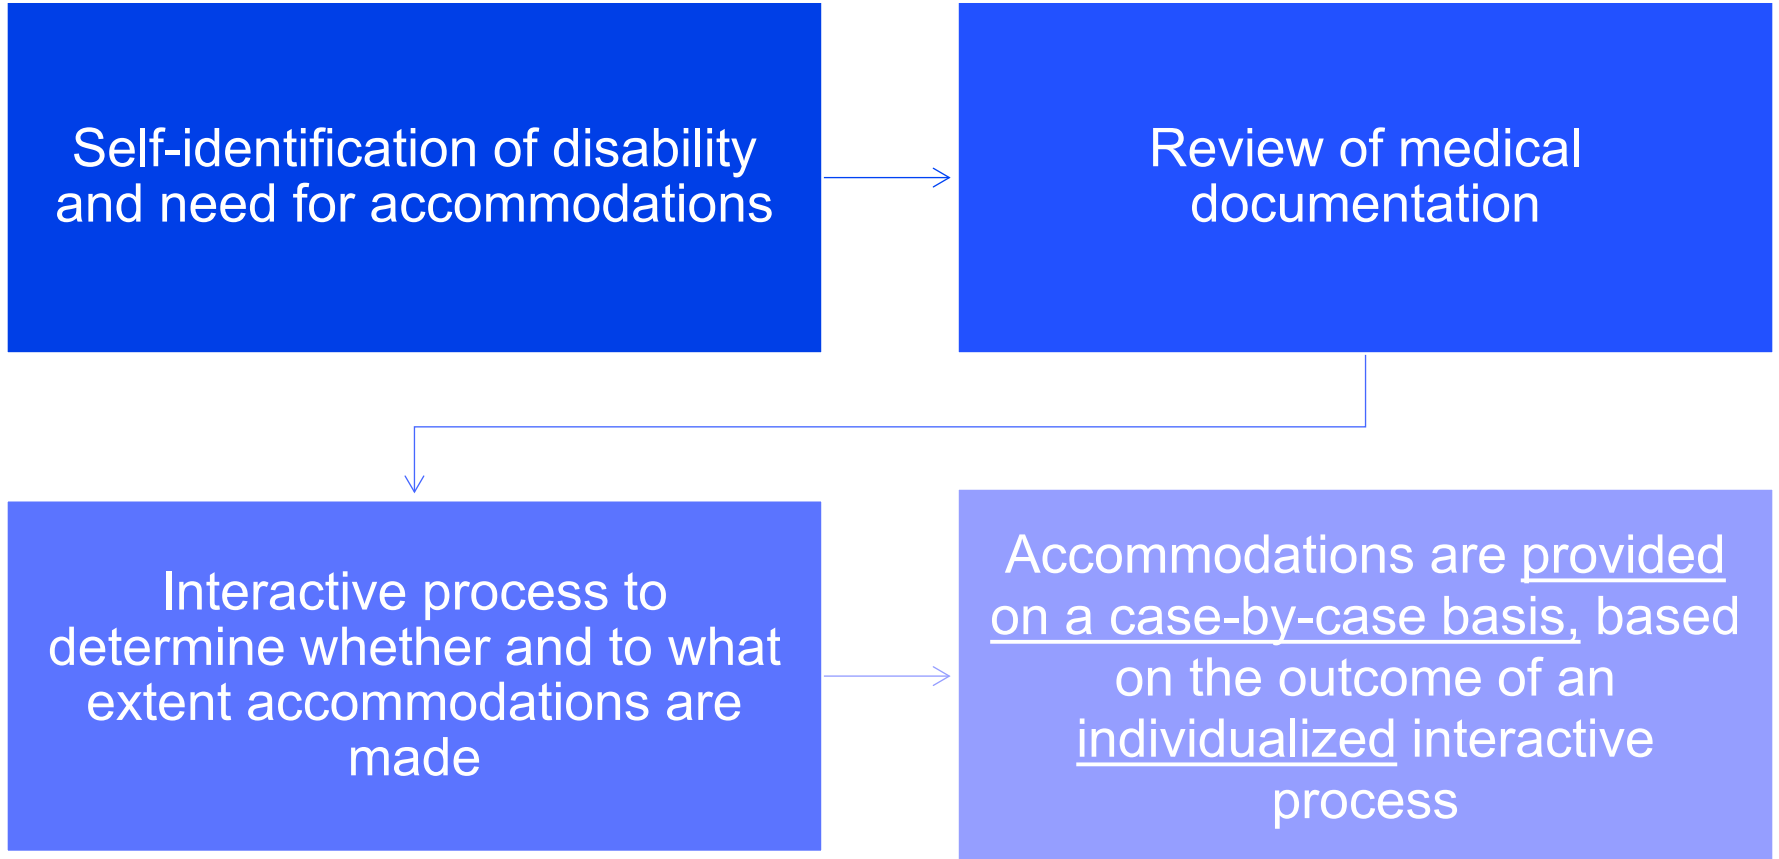 Self-identification of disability
and need for accommodations
Review of medical
documentation
Interactive process to
determine whether and to what
extent accommodations are
made
Accommodations are provided
on a case-by-case basis, based
on the outcome of an
individualized interactive
process